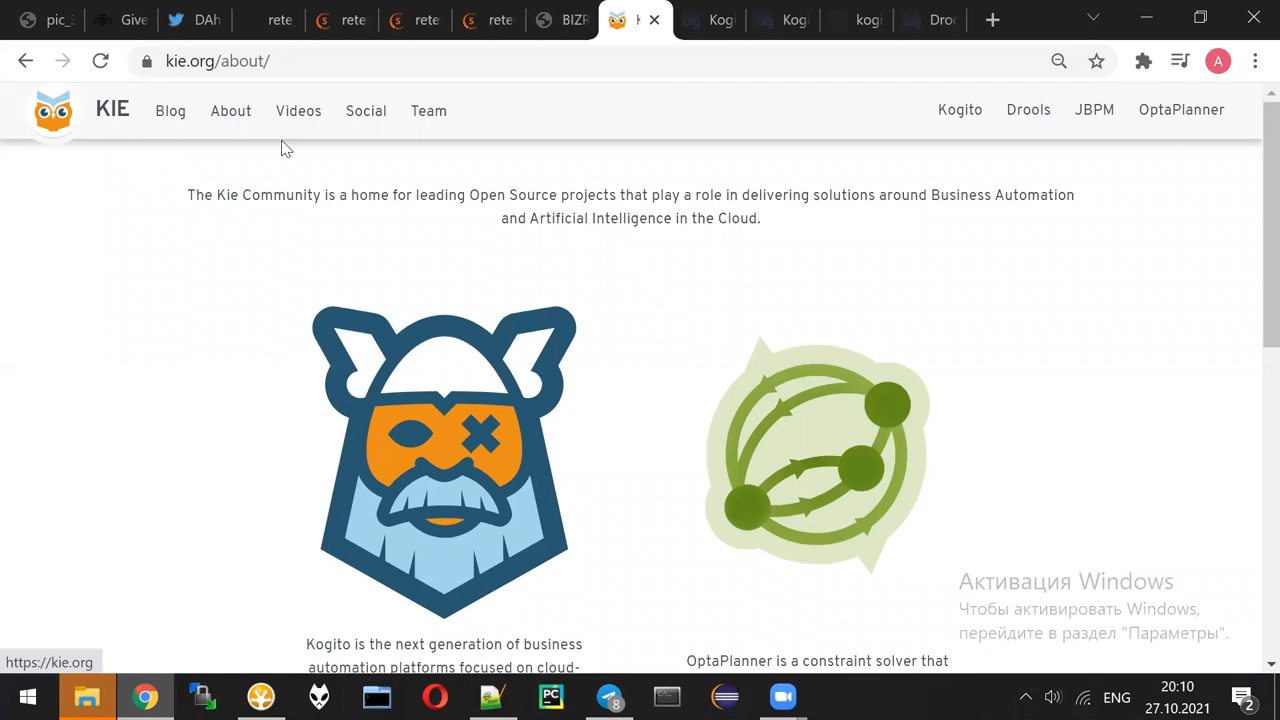 pic_
Give
DAh
rete
rete
rete
rete
BIZP
Kogi
Kogi
kogi
Droc
kie.org/about/
A
KIE
Blog
About
Videos
Social
Team
Kogito
Drools
JBPM
OptaPlanner
The Kie Community is a home for leading Open Source projects that play a role in delivering solutions around Business Automation
and Artificial Intelligence in the Cloud.
Kogito is the next generation of business
automation platforms focused on cloud-
OptaPlanner is a constraint solver that
Активация Windows
Чтобы активировать Windows,
перейдите в раздел "Параметры".
https://kie.org
PC
8
ENG
20:10
27.10.2021
2